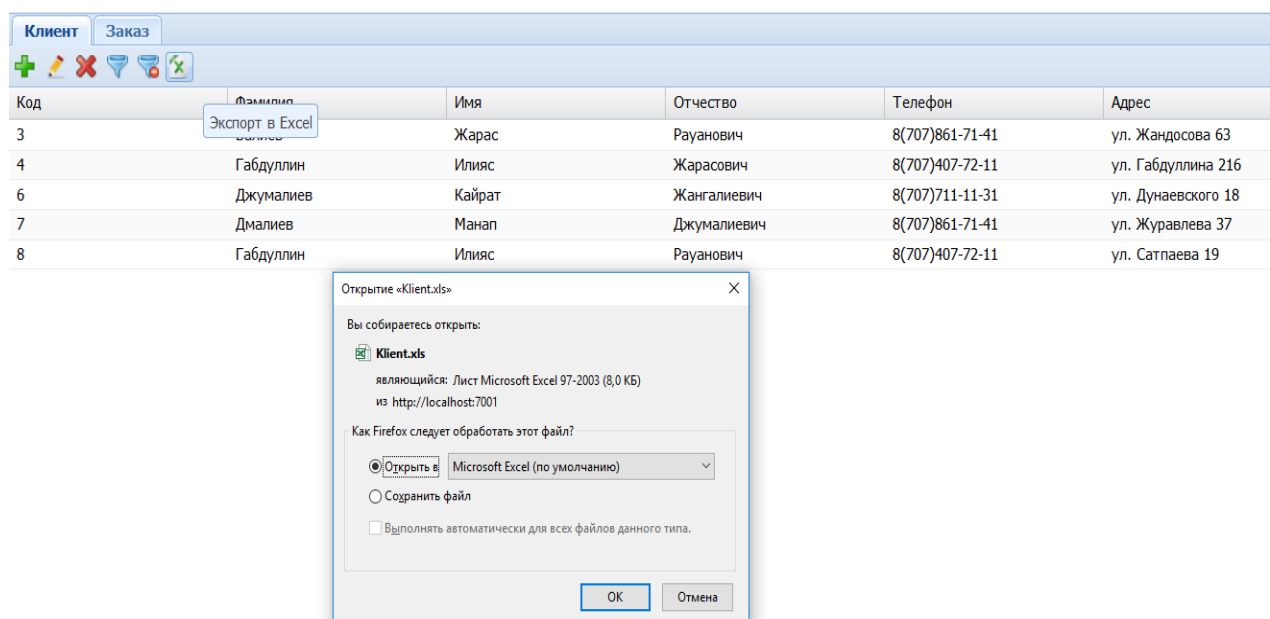 Клиент Заказ
Код Фамилия Имя Отчество Телефон Адрес
Экспорт в Excel
3 Валиев Жарас Рауанович 8(707)861-71-41 ул. Жандосова 63
4 Габдуллин Илияс Жарасович 8(707)407-72-11 ул. Габдуллина 216
6 Джумалиев Кайрат Жангалиевич 8(707)711-11-31 ул. Дунаевского 18
7 Дмалиев Манап Джумалиевич 8(707)861-71-41 ул. Журавлева 37
8 Габдуллин Илияс Рауанович 8(707)407-72-11 ул. Сатпаева 19
Открытие «Klient.xls»
Вы собираетесь открыть:
Klient.xls
являющийся: Лист Microsoft Excel 97-2003 (8,0 КБ)
из http://localhost:7001
Как Firefox следует обработать этот файл?
Открыть в Microsoft Excel (по умолчанию)
Сохранить файл
Выполнять автоматически для всех файлов данного типа.
ОК Отмена